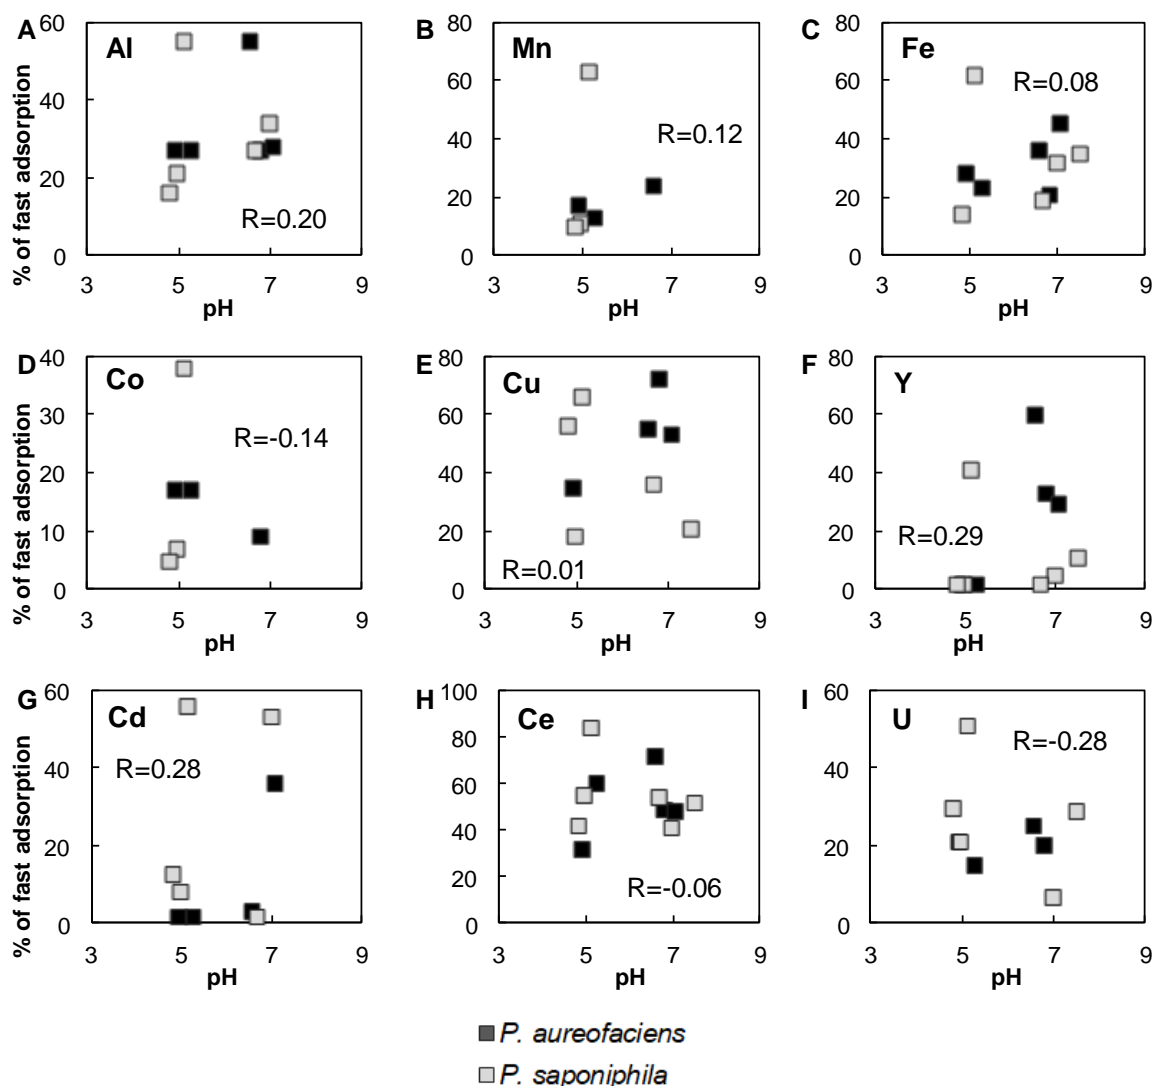 A
60
40
20
0
% of fast adsorption
Al
R=0.20
3 5 7 9
pH
B
80
60
40
20
0
Mn
R=0.12
3 5 7 9
pH
C
80
60
40
20
0
Fe
R=0.08
3 5 7 9
pH
D
40
30
20
10
0
% of fast adsorption
Co
R=-0.14
3 5 7 9
pH
E
80
60
40
20
0
Cu
R=0.01
3 5 7 9
pH
F
80
60
40
20
0
Y
R=0.29
3 5 7 9
pH
G
60
40
20
0
% of fast adsorption
Cd
R=0.28
3 5 7 9
pH
H
100
80
60
40
20
0
Ce
R=-0.06
3 5 7 9
pH
I
60
40
20
0
U
R=-0.28
3 5 7 9
pH
P. aureofaciens
P. saponiphila